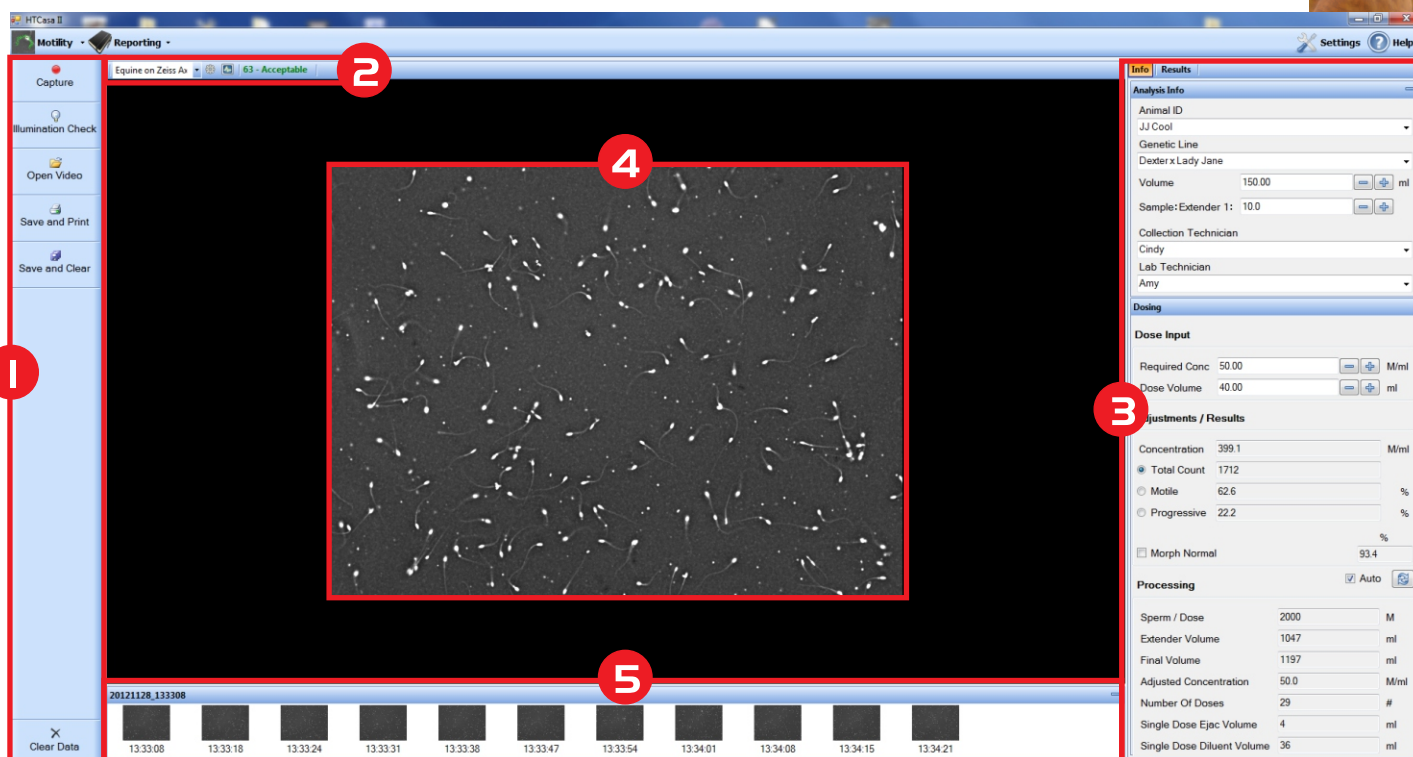 HTCasa II
Motility Reporting Settings Help
Capture
Illumination Check
Open Video
Save and Print
Save and Clear
Clear Data
1
Equine on Zeiss Ax 63 - Acceptable
2
4
5
20121128_133308
13:33:08 13:33:18 13:33:24 13:33:31 13:33:38 13:33:47 13:33:54 13:34:01 13:34:08 13:34:15 13:34:21
3
Info Results
Analysis Info
Animal ID
JJ Cool
Genetic Line
Dexter x Lady Jane
Volume 150.00 ml
Sample:Extender 1: 10.0
Collection Technician
Cindy
Lab Technician
Amy
Dosing
Dose Input
Required Conc 50.00 M/ml
Dose Volume 40.00 ml
djustments / Results
Concentration 399.1 M/ml
Total Count 1712
Motile 62.6 %
Progressive 22.2 %
%
Morph Normal 93.4
Processing Auto
Sperm / Dose 2000 M
Extender Volume 1047 ml
Final Volume 1197 ml
Adjusted Concentration 50.0 M/ml
Number Of Doses 29 #
Single Dose Ejac Volume 4 ml
Single Dose Diluent Volume 36 ml